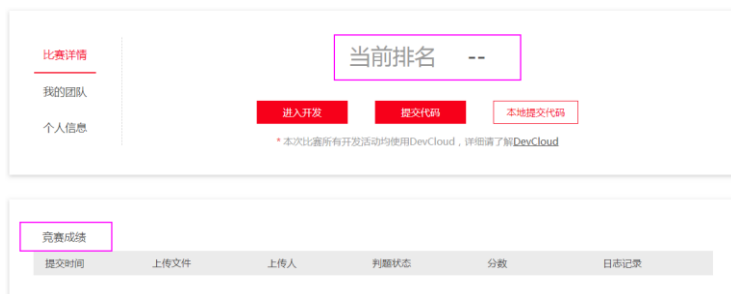 比赛详情
我的团队
个人信息
当前排名 --
进入开发 提交代码 本地提交代码
* 本次比赛所有开发活动均使用DevCloud，详细请了解DevCloud
竞赛成绩
提交时间 上传文件 上传人 判题状态 分数 日志记录